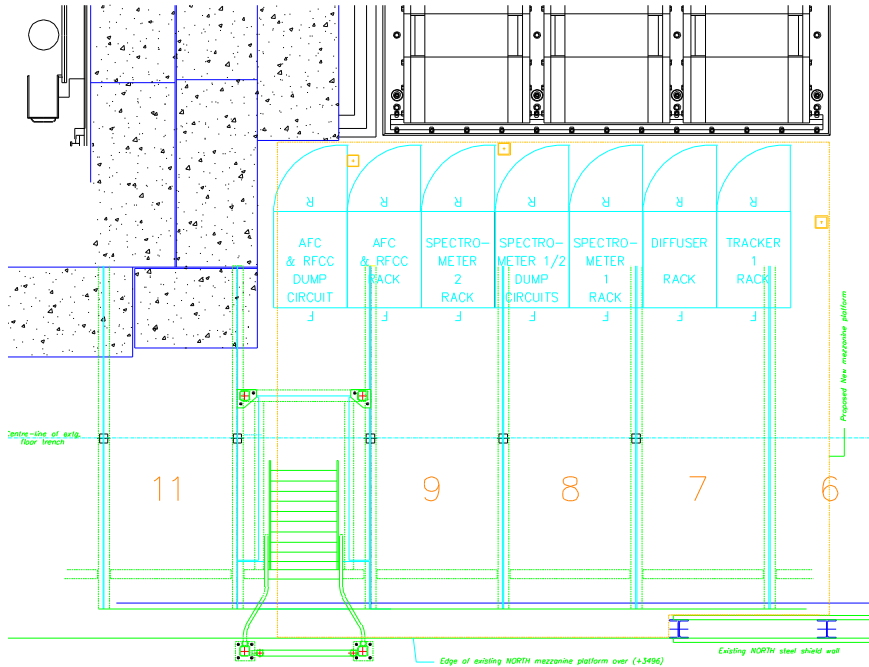 R R R R R R R
AFC
& RFCC
DUMP
CIRCUIT
AFC
& RFCC
RACK
SPECTRO-
METER
2
RACK
SPECTRO-
METER 1/2
DUMP
CIRCUITS
SPECTRO-
METER
1
RACK
DIFFUSER
RACK
TRACKER
1
RACK
F F F F F F F
Proposed New mezzanine platform
Centre-line of extg.
floor trench
11
9
8
7
6
Existing NORTH steel shield wall
Edge of existing NORTH mezzanine platform over (+3496)